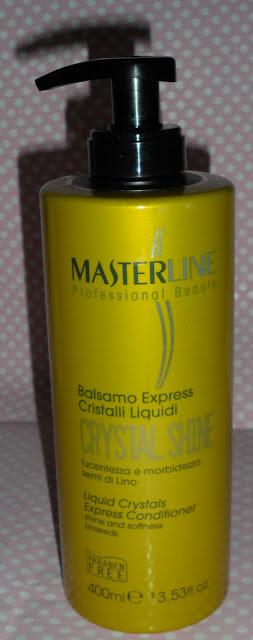 MASTERLINE
Professional Beauty
Balsamo Express
Cristalli Liquidi
CRYSTAL SHINE
lucentezza e morbidezza
semi di Lino
Liquid Crystals
Express Conditioner
shine and softness
Linseeds
PARABEN
FREE
400ml e 13.53fl.oz